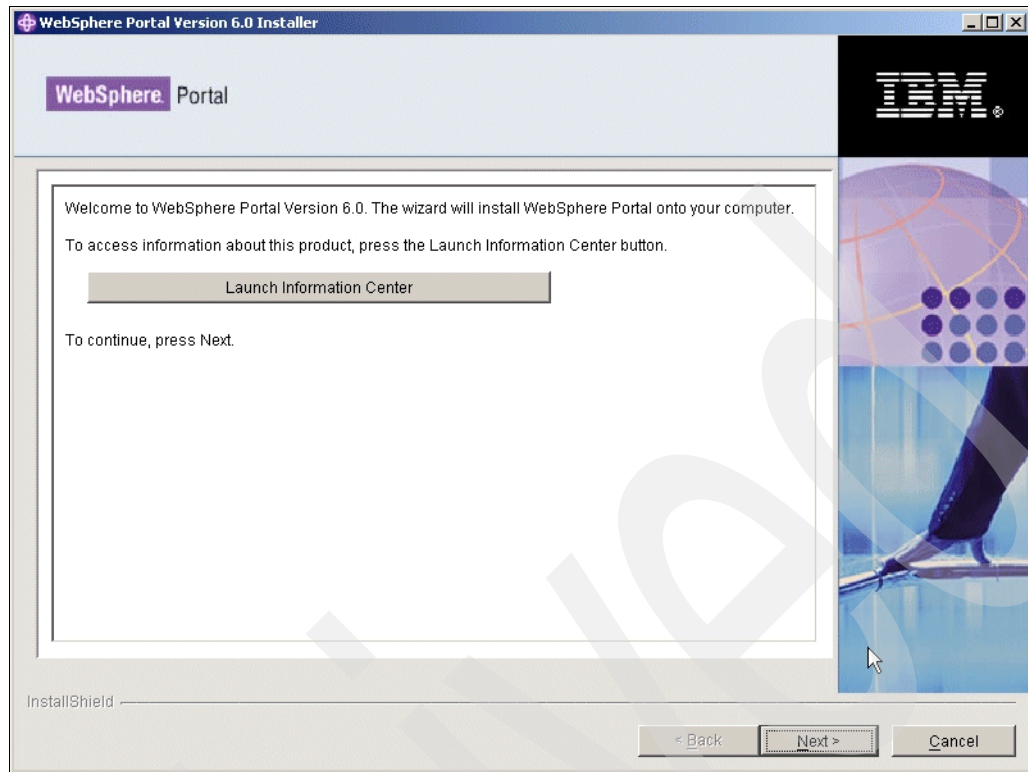 WebSphere Portal Version 6.0 Installer
WebSphere. Portal
IBM®
Welcome to WebSphere Portal Version 6.0. The wizard will install WebSphere Portal onto your computer.
To access information about this product, press the Launch Information Center button.
Launch Information Center
To continue, press Next.
InstallShield
< Back Next > Cancel